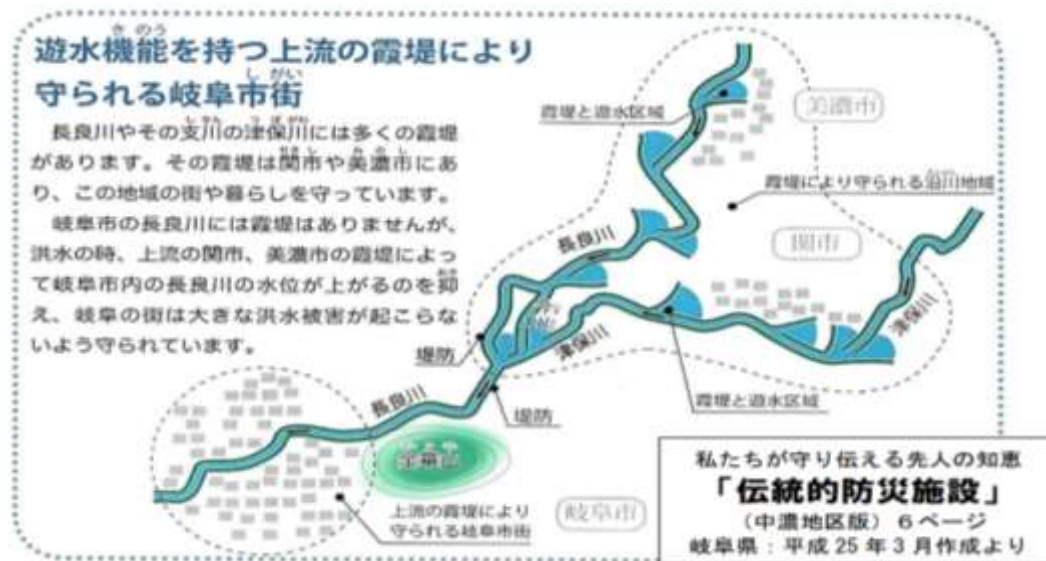 遊水機能を持つ上流の霞堤により
守られる岐阜市街
長良川やその支川の津保川には多くの霞堤
があります。その霞堤は関市や美濃市にあ
り、この地域の街や暮らしを守っています。
岐阜市の長良川には霞堤はありませんが、
洪水の時、上流の関市、美濃市の霞堤によっ
て岐阜市内の長良川の水位が上がるのを抑
え、岐阜の街は大きな洪水被害が起こらな
いよう守られています。
霞堤と遊水区域
美濃市
霞堤により守られる沿川地域
関市
長良川
津保川
堤防
津保川
長良川
堤防
霞堤と遊水区域
金華山
上流の霞堤により
守られる岐阜市街
岐阜市
私たちが守り伝える先人の知恵
「伝統的防災施設」
(中濃地区版) 6ページ
岐阜県：平成25年3月作成より